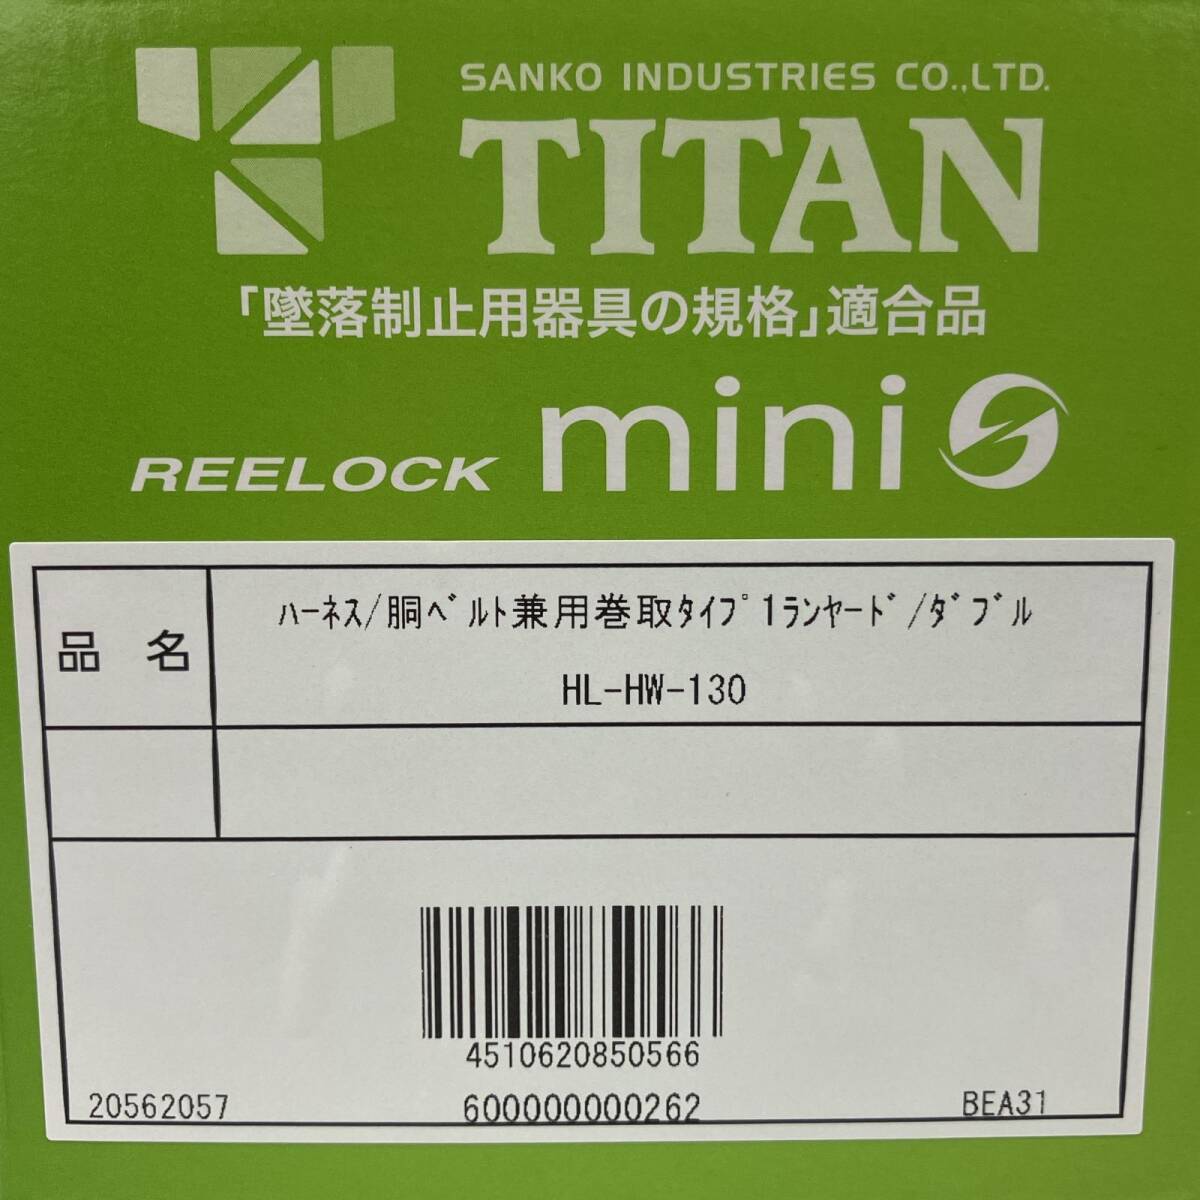 SANKO INDUSTRIES CO.,LTD.
TITAN
「墜落制止用器具の規格」適合品
REELOCK mini S
品 名
ﾊｰﾈｽ/胴ﾍﾞﾙﾄ兼用巻取ﾀｲﾌﾟ1ﾗﾝﾔｰﾄﾞ/ﾀﾞﾌﾞﾙ
HL-HW-130
4510620850566
20562057
600000000262
BEA31